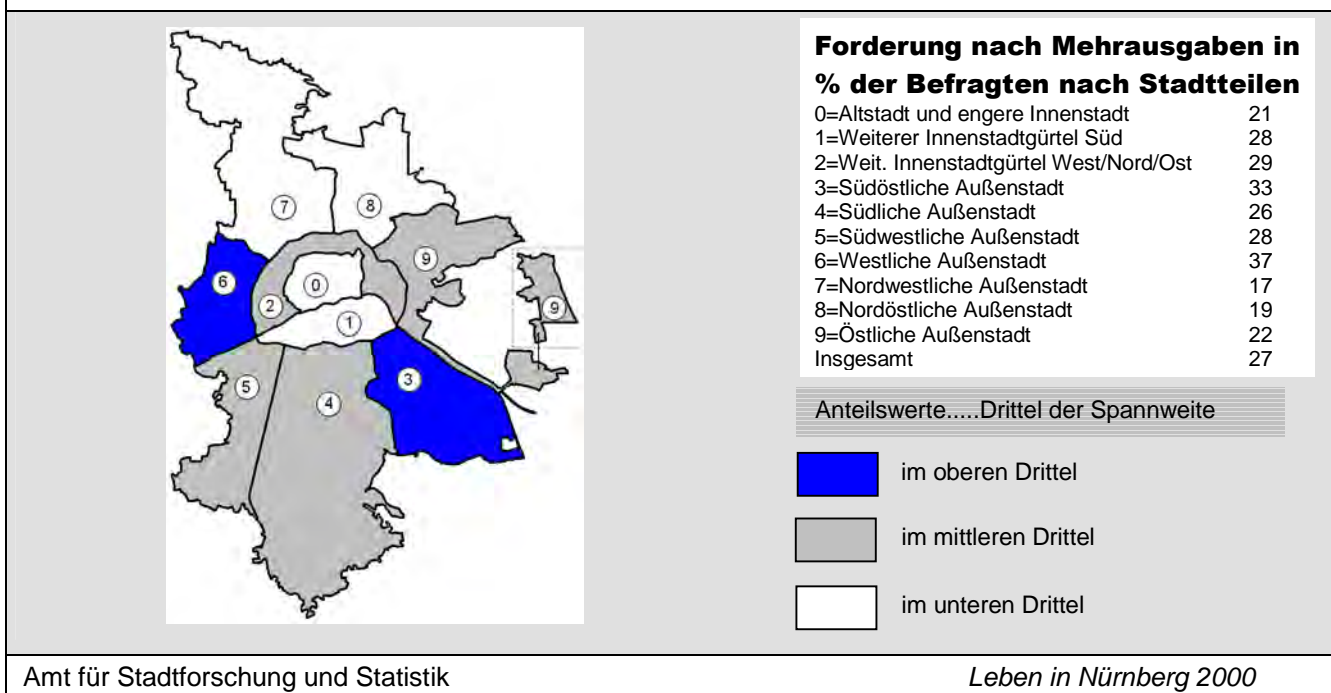 Forderung nach Mehrausgaben in
% der Befragten nach Stadtteilen
0=Altstadt und engere Innenstadt 21
1=Weiterer Innenstadtgürtel Süd 28
2=Weit. Innenstadtgürtel West/Nord/Ost 29
3=Südöstliche Außenstadt 33
4=Südliche Außenstadt 26
5=Südwestliche Außenstadt 28
6=Westliche Außenstadt 37
7=Nordwestliche Außenstadt 17
8=Nordöstliche Außenstadt 19
9=Östliche Außenstadt 22
Insgesamt 27
Anteilswerte.....Drittel der Spannweite
im oberen Drittel
im mittleren Drittel
im unteren Drittel
7
8
9
6
0
2
9
1
5
3
4
Amt für Stadtforschung und Statistik
Leben in Nürnberg 2000